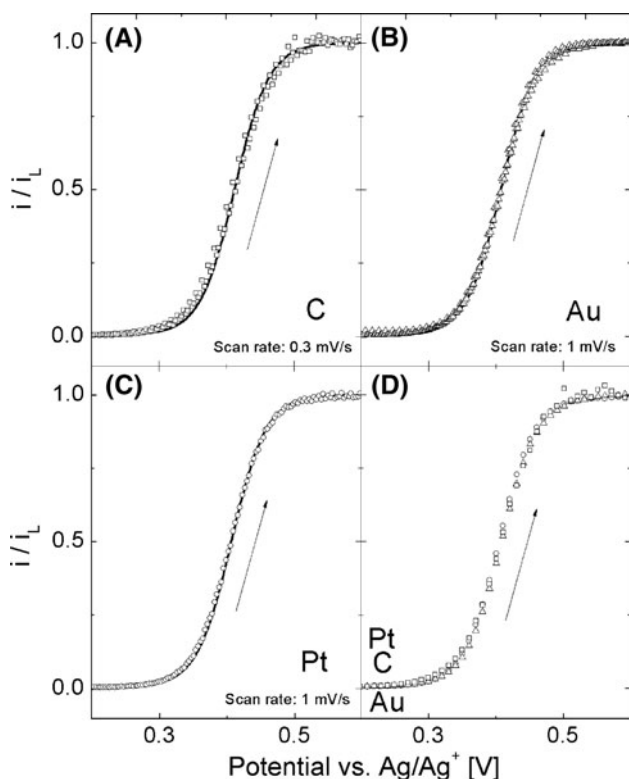 (A)
(B)
1.0
0.5
0.0
i / i_L
C
Scan rate: 0.3 mV/s
Au
Scan rate: 1 mV/s
(C)
(D)
1.0
0.5
0.0
i / i_L
Pt
Scan rate: 1 mV/s
Pt
C
Au
0.3 0.5 0.3 0.5
Potential vs. Ag/Ag⁺ [V]